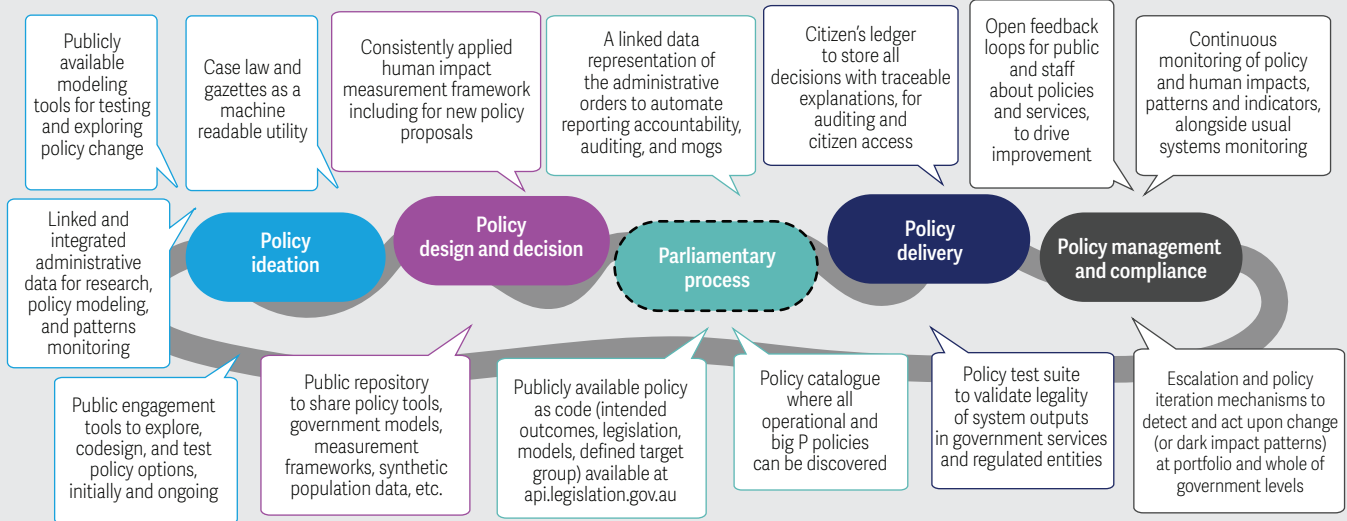 Publicly
available
modeling
tools for testing
and exploring
policy change
Case law and
gazettes as a
machine
readable utility
Consistently applied
human impact
measurement framework
including for new policy
proposals
A linked data
representation of
the administrative
orders to automate
reporting accountability,
auditing, and mogs
Citizen’s ledger
to store all
decisions with traceable
explanations, for
auditing and
citizen access
Open feedback
loops for public
and staff
about policies
and services,
to drive
improvement
Continuous
monitoring of policy
and human impacts,
patterns and indicators,
alongside usual
systems monitoring
Linked and
integrated
administrative
data for research,
policy modeling,
and patterns
monitoring
Policy
ideation
Policy
design and decision
Parliamentary
process
Policy
delivery
Policy management
and compliance
Public engagement
tools to explore,
codesign, and test
policy options,
initially and ongoing
Public repository
to share policy tools,
government models,
measurement
frameworks, synthetic
population data, etc.
Publicly available policy
as code (intended
outcomes, legislation,
models, defined target
group) available at
api.legislation.gov.au
Policy catalogue
where all
operational and
big P policies
can be discovered
Policy test suite
to validate legality
of system outputs
in government services
and regulated entities
Escalation and policy
iteration mechanisms to
detect and act upon change
(or dark impact patterns)
at portfolio and whole of
government levels